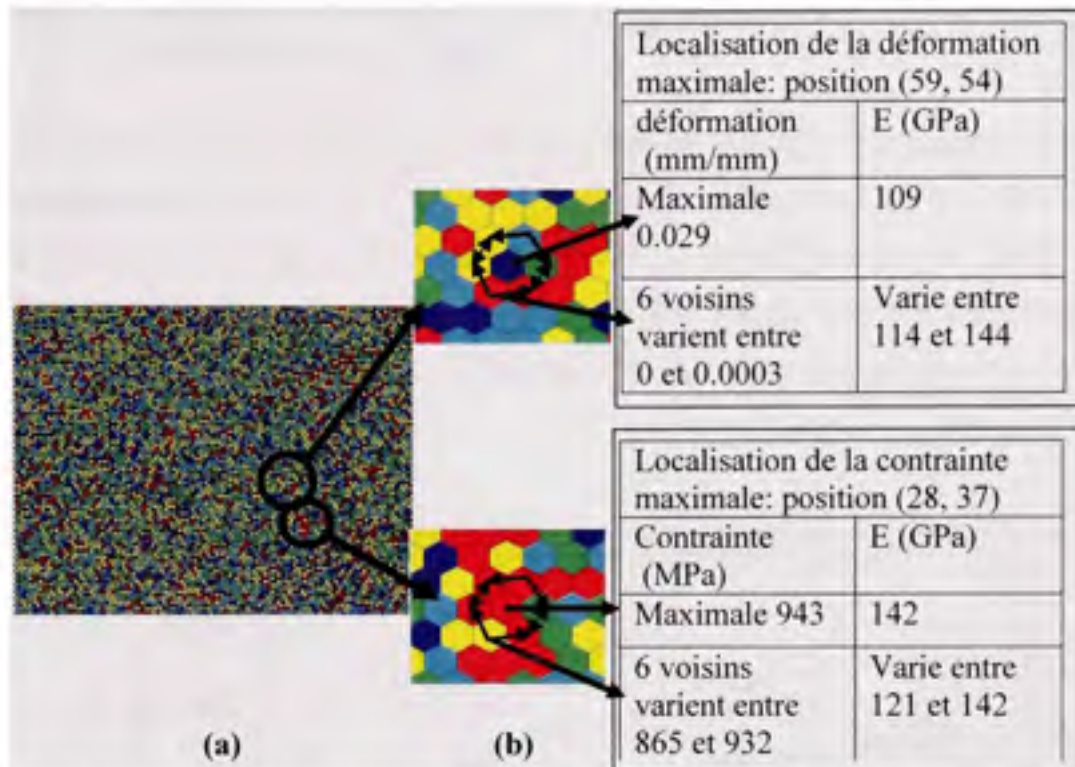 Localisation de la déformation
maximale: position (59, 54)
déformation
(mm/mm)
E (GPa)
Maximale
0.029
109
6 voisins
varient entre
0 et 0.0003
Varie entre
114 et 144
Localisation de la contrainte
maximale: position (28, 37)
Contrainte
(MPa)
E (GPa)
Maximale 943
142
6 voisins
varient entre
865 et 932
Varie entre
121 et 142
(a)
(b)